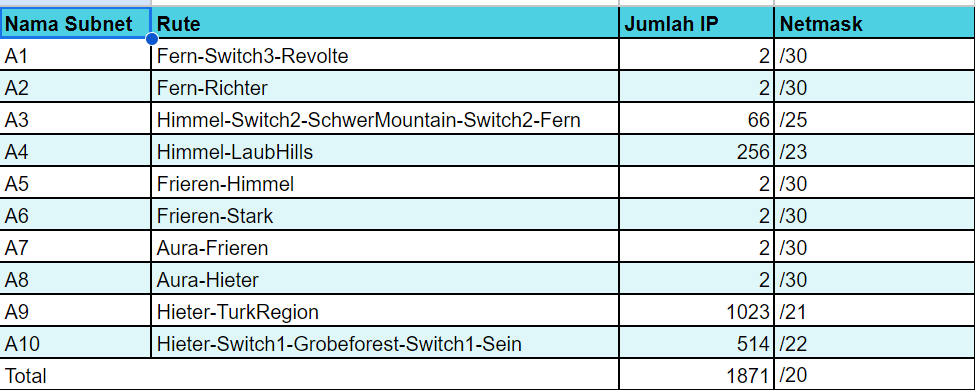 Nama Subnet Rute Jumlah IP Netmask
A1 Fern-Switch3-Revolte 2 /30
A2 Fern-Richter 2 /30
A3 Himmel-Switch2-SchwerMountain-Switch2-Fern 66 /25
A4 Himmel-LaubHills 256 /23
A5 Frieren-Himmel 2 /30
A6 Frieren-Stark 2 /30
A7 Aura-Frieren 2 /30
A8 Aura-Hieter 2 /30
A9 Hieter-TurkRegion 1023 /21
A10 Hieter-Switch1-Grobeforest-Switch1-Sein 514 /22
Total 1871 /20